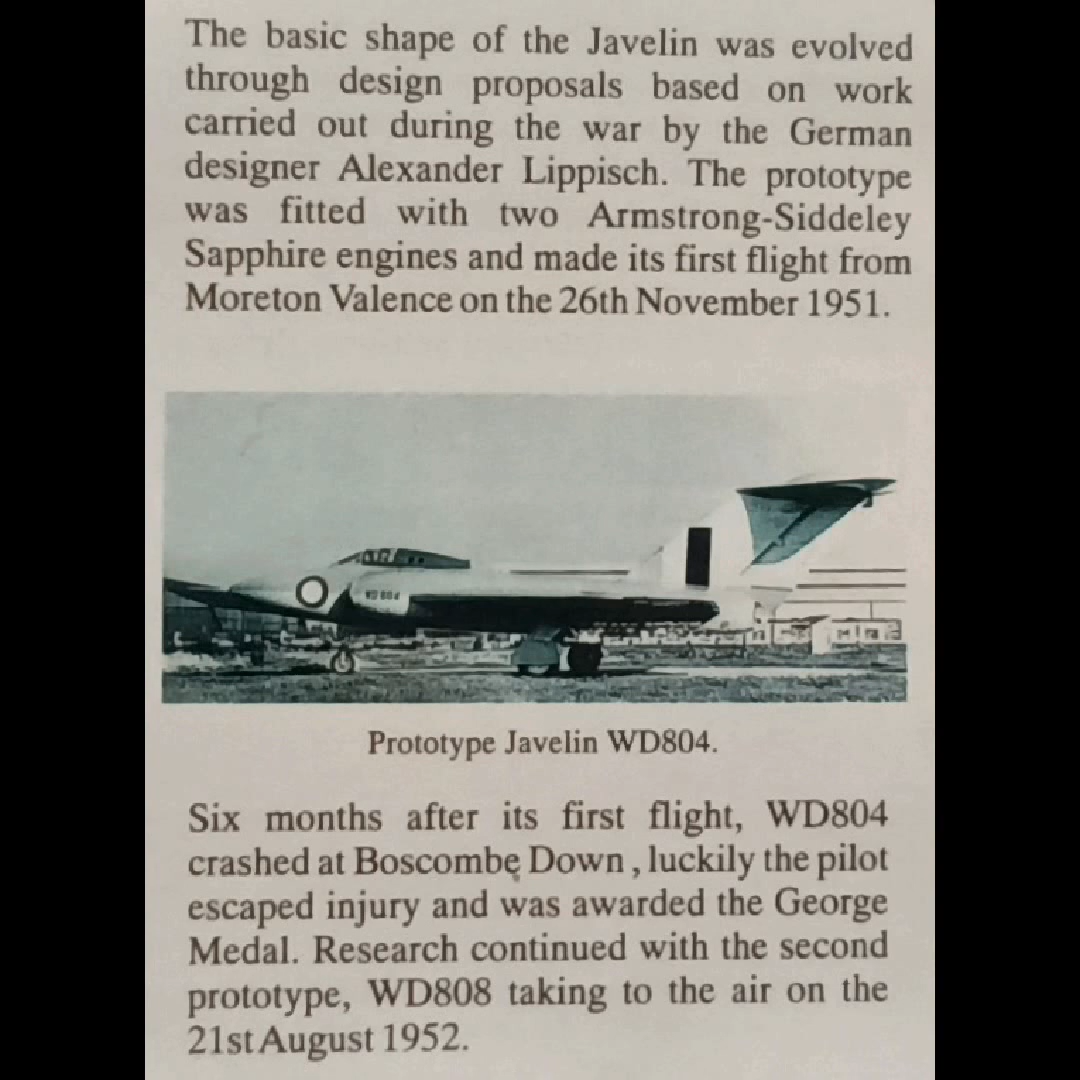 The basic shape of the Javelin was evolved
through design proposals based on work
carried out during the war by the German
designer Alexander Lippisch. The prototype
was fitted with two Armstrong-Siddeley
Sapphire engines and made its first flight from
Moreton Valence on the 26th November 1951.
WD 804
Prototype Javelin WD804.
Six months after its first flight, WD804
crashed at Boscombe Down , luckily the pilot
escaped injury and was awarded the George
Medal. Research continued with the second
prototype, WD808 taking to the air on the
21st August 1952.